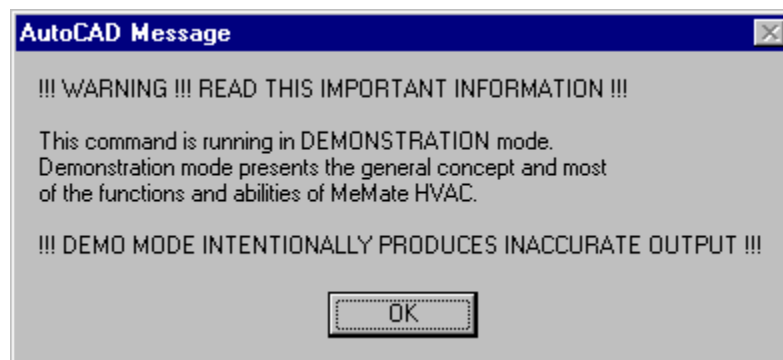 AutoCAD Message
!!! WARNING !!! READ THIS IMPORTANT INFORMATION !!!
This command is running in DEMONSTRATION mode.
Demonstration mode presents the general concept and most
of the functions and abilities of MeMate HVAC.
!!! DEMO MODE INTENTIONALLY PRODUCES INACCURATE OUTPUT !!!
OK